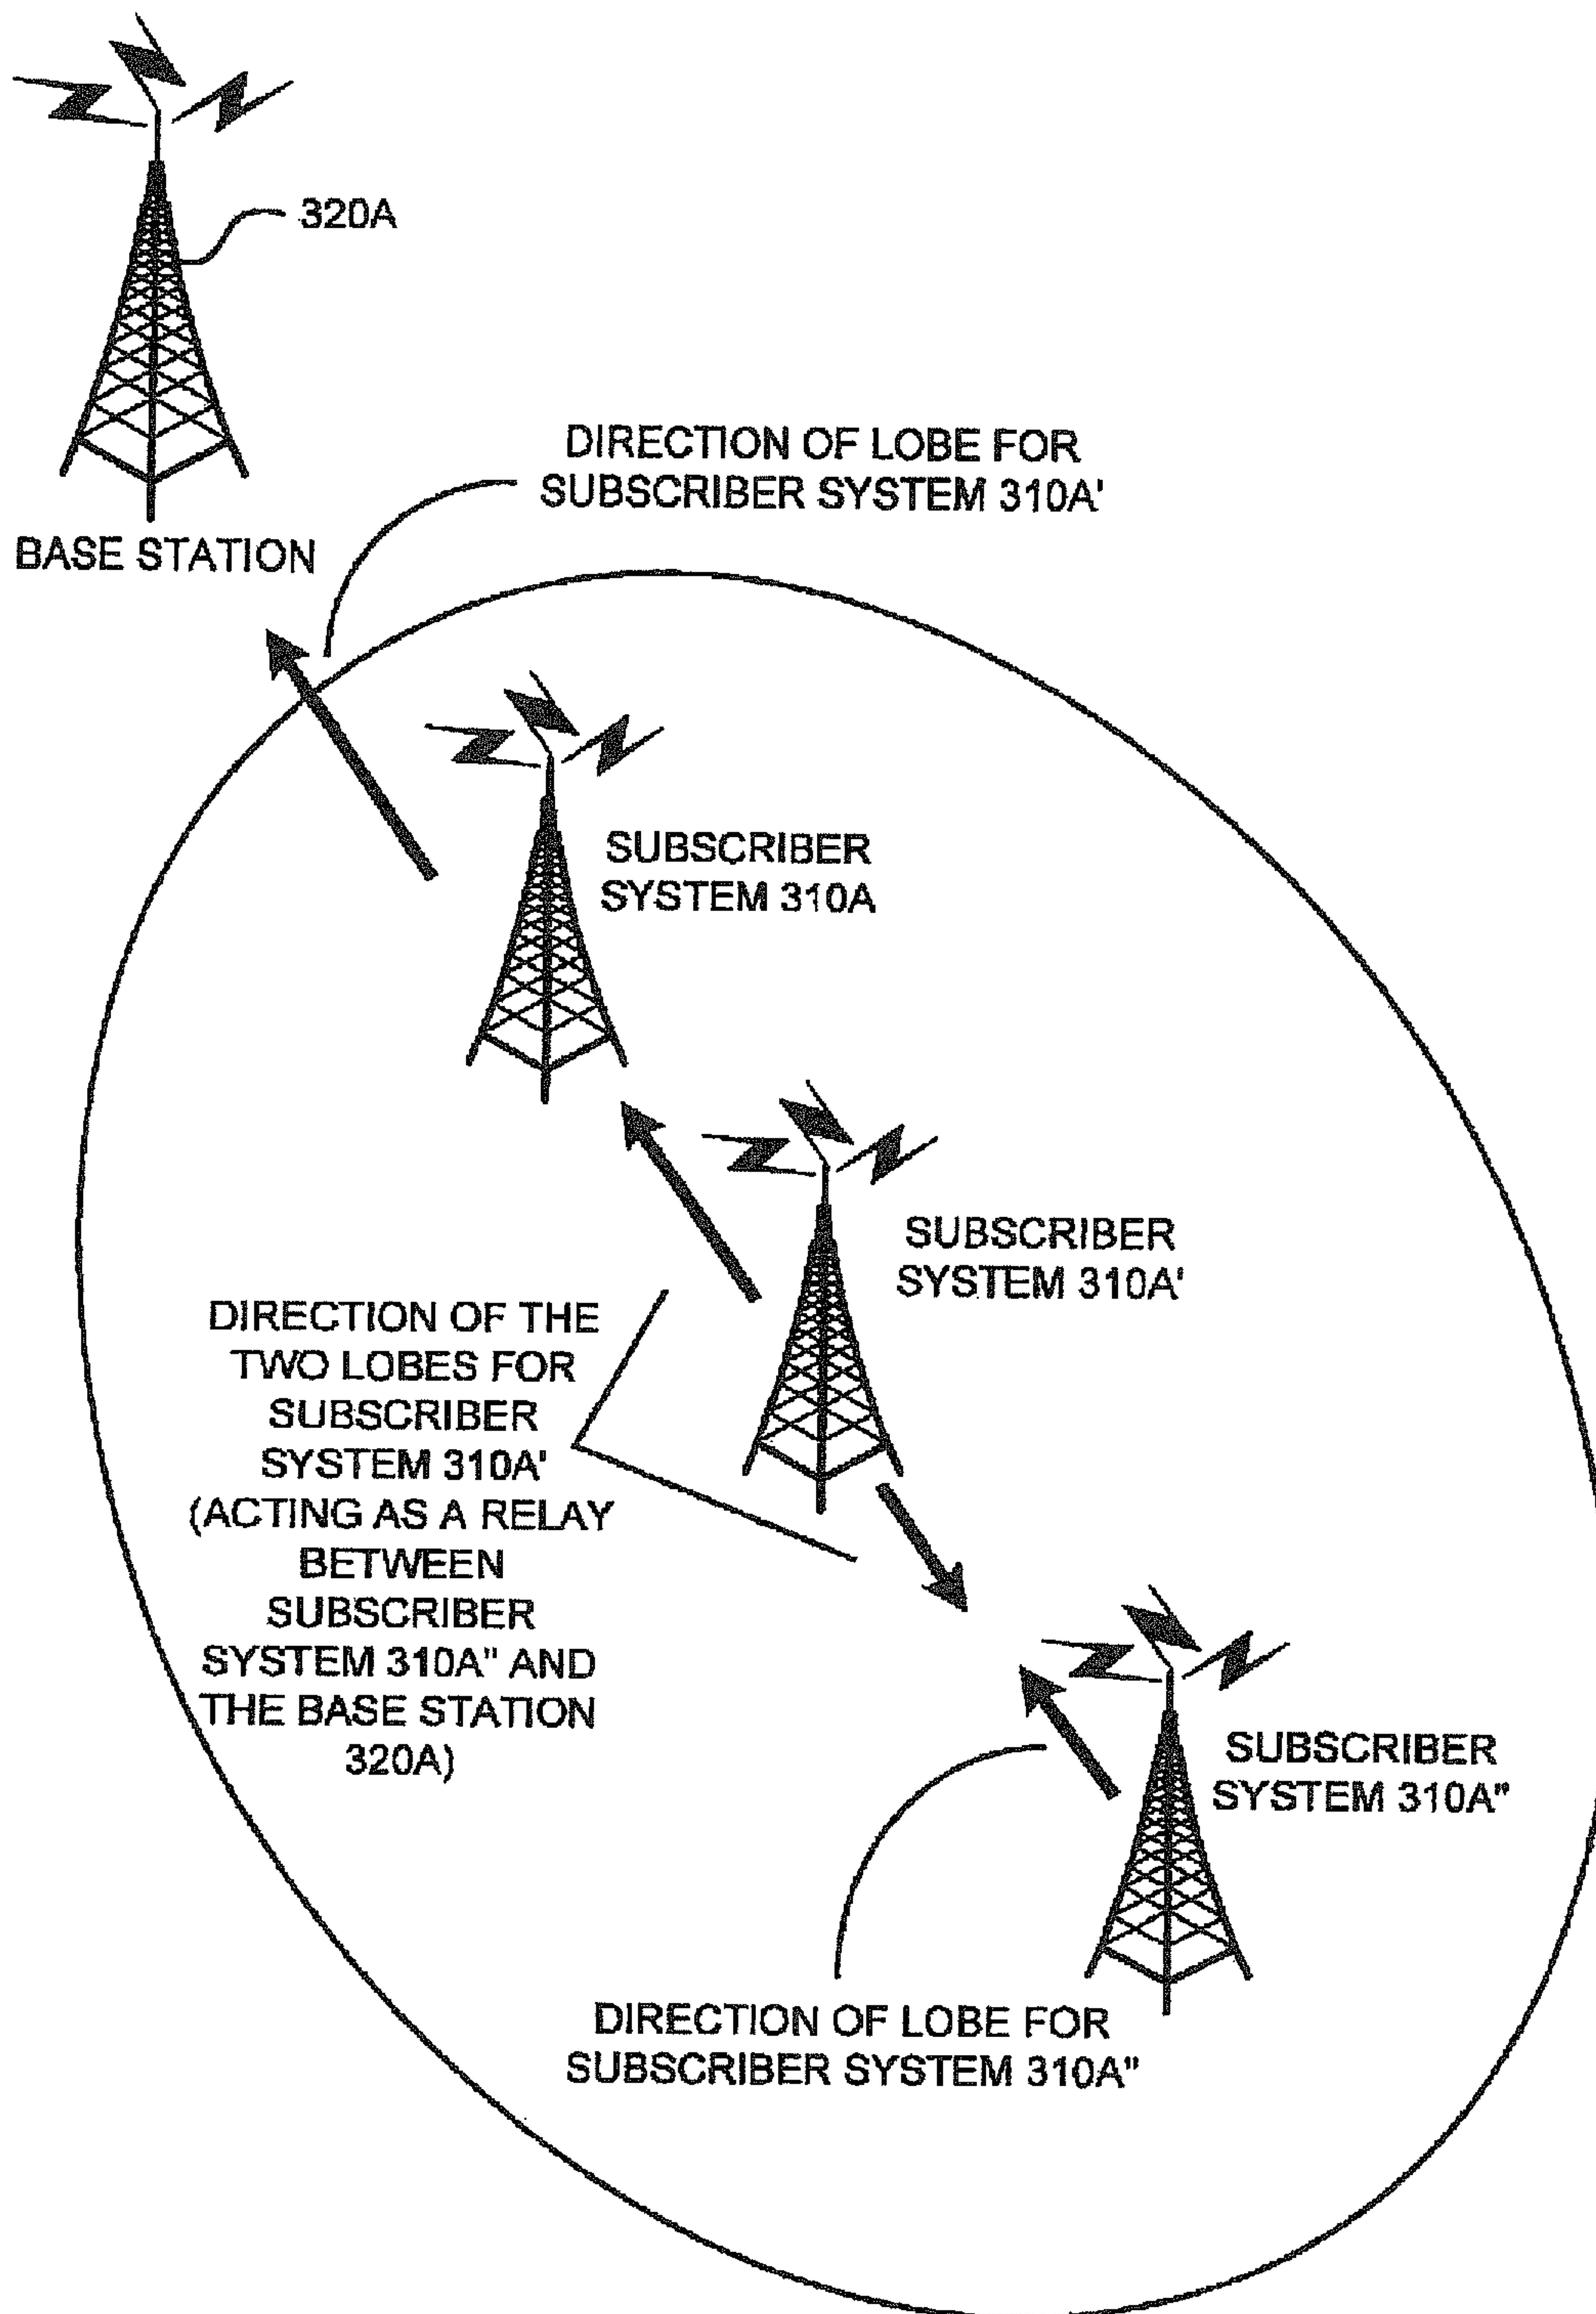 320A
BASE STATION
DIRECTION OF LOBE FOR
SUBSCRIBER SYSTEM 310A'
SUBSCRIBER
SYSTEM 310A
SUBSCRIBER
SYSTEM 310A'
DIRECTION OF THE
TWO LOBES FOR
SUBSCRIBER
SYSTEM 310A'
(ACTING AS A RELAY
BETWEEN
SUBSCRIBER
SYSTEM 310A" AND
THE BASE STATION
320A)
SUBSCRIBER
SYSTEM 310A"
DIRECTION OF LOBE FOR
SUBSCRIBER SYSTEM 310A"